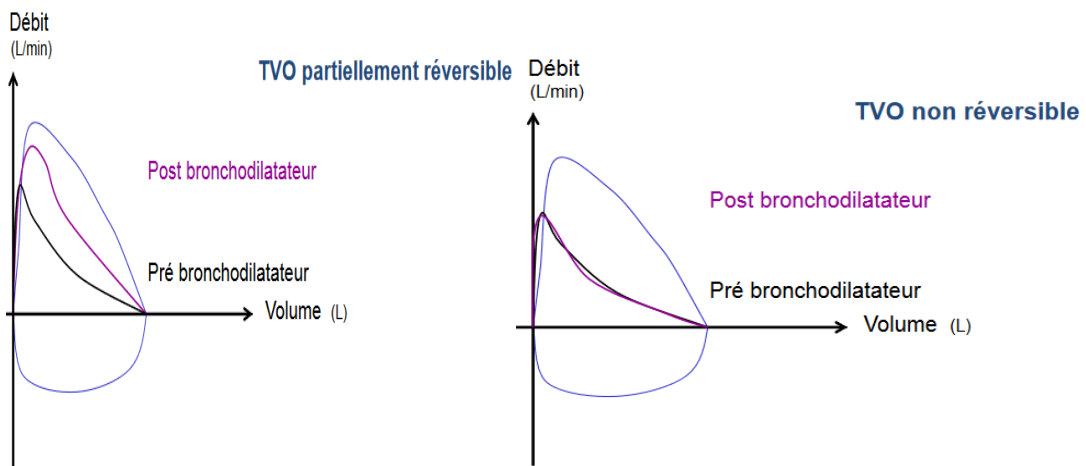 Débit
(L/min)
TVO partiellement réversible
Post bronchodilatateur
Pré bronchodilatateur
Volume (L)
Débit
(L/min)
TVO non réversible
Post bronchodilatateur
Pré bronchodilatateur
Volume (L)